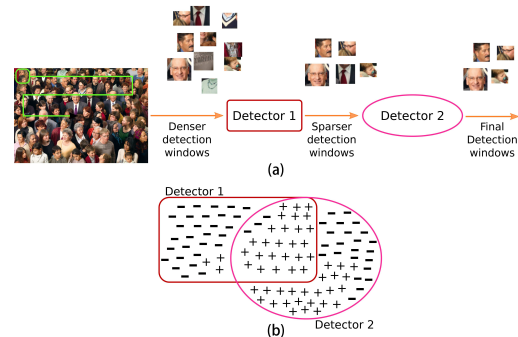 Denser
detection
windows
Detector 1
Sparser
detection
windows
Detector 2
Final
Detection
windows
(a)
Detector 1
Detector 2
(b)